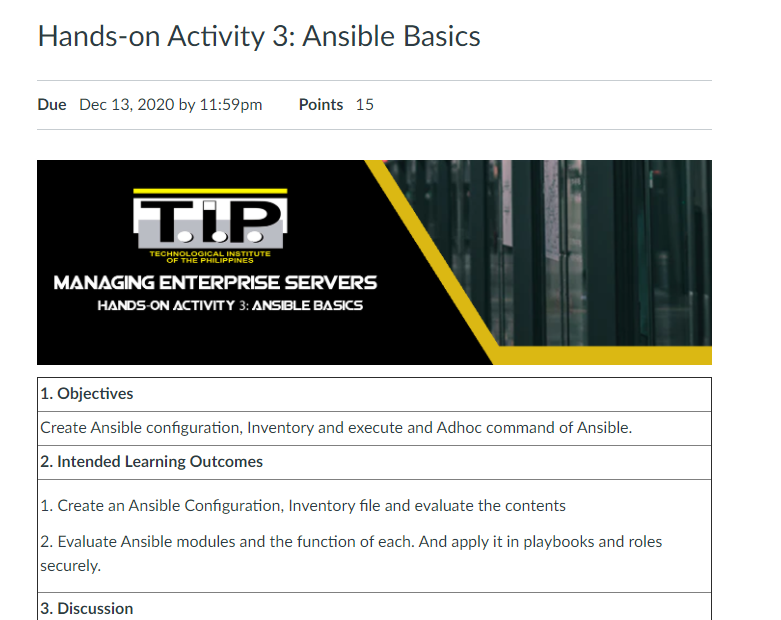 Hands-on Activity 3: Ansible Basics
Due Dec 13, 2020 by 11:59pm Points 15
T.I.P
TECHNOLOGICAL INSTITUTE
OF THE PHILIPPINES
MANAGING ENTERPRISE SERVERS
HANDS-ON ACTIVITY 3: ANSIBLE BASICS
1. Objectives
Create Ansible configuration, Inventory and execute and Adhoc command of Ansible.
2. Intended Learning Outcomes
1. Create an Ansible Configuration, Inventory file and evaluate the contents
2. Evaluate Ansible modules and the function of each. And apply it in playbooks and roles
securely.
3. Discussion